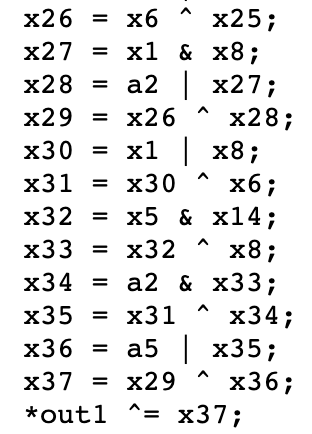 x26 = x6 ^ x25;
x27 = x1 & x8;
x28 = a2 | x27;
x29 = x26 ^ x28;
x30 = x1 | x8;
x31 = x30 ^ x6;
x32 = x5 & x14;
x33 = x32 ^ x8;
x34 = a2 & x33;
x35 = x31 ^ x34;
x36 = a5 | x35;
x37 = x29 ^ x36;
*out1 ^= x37;